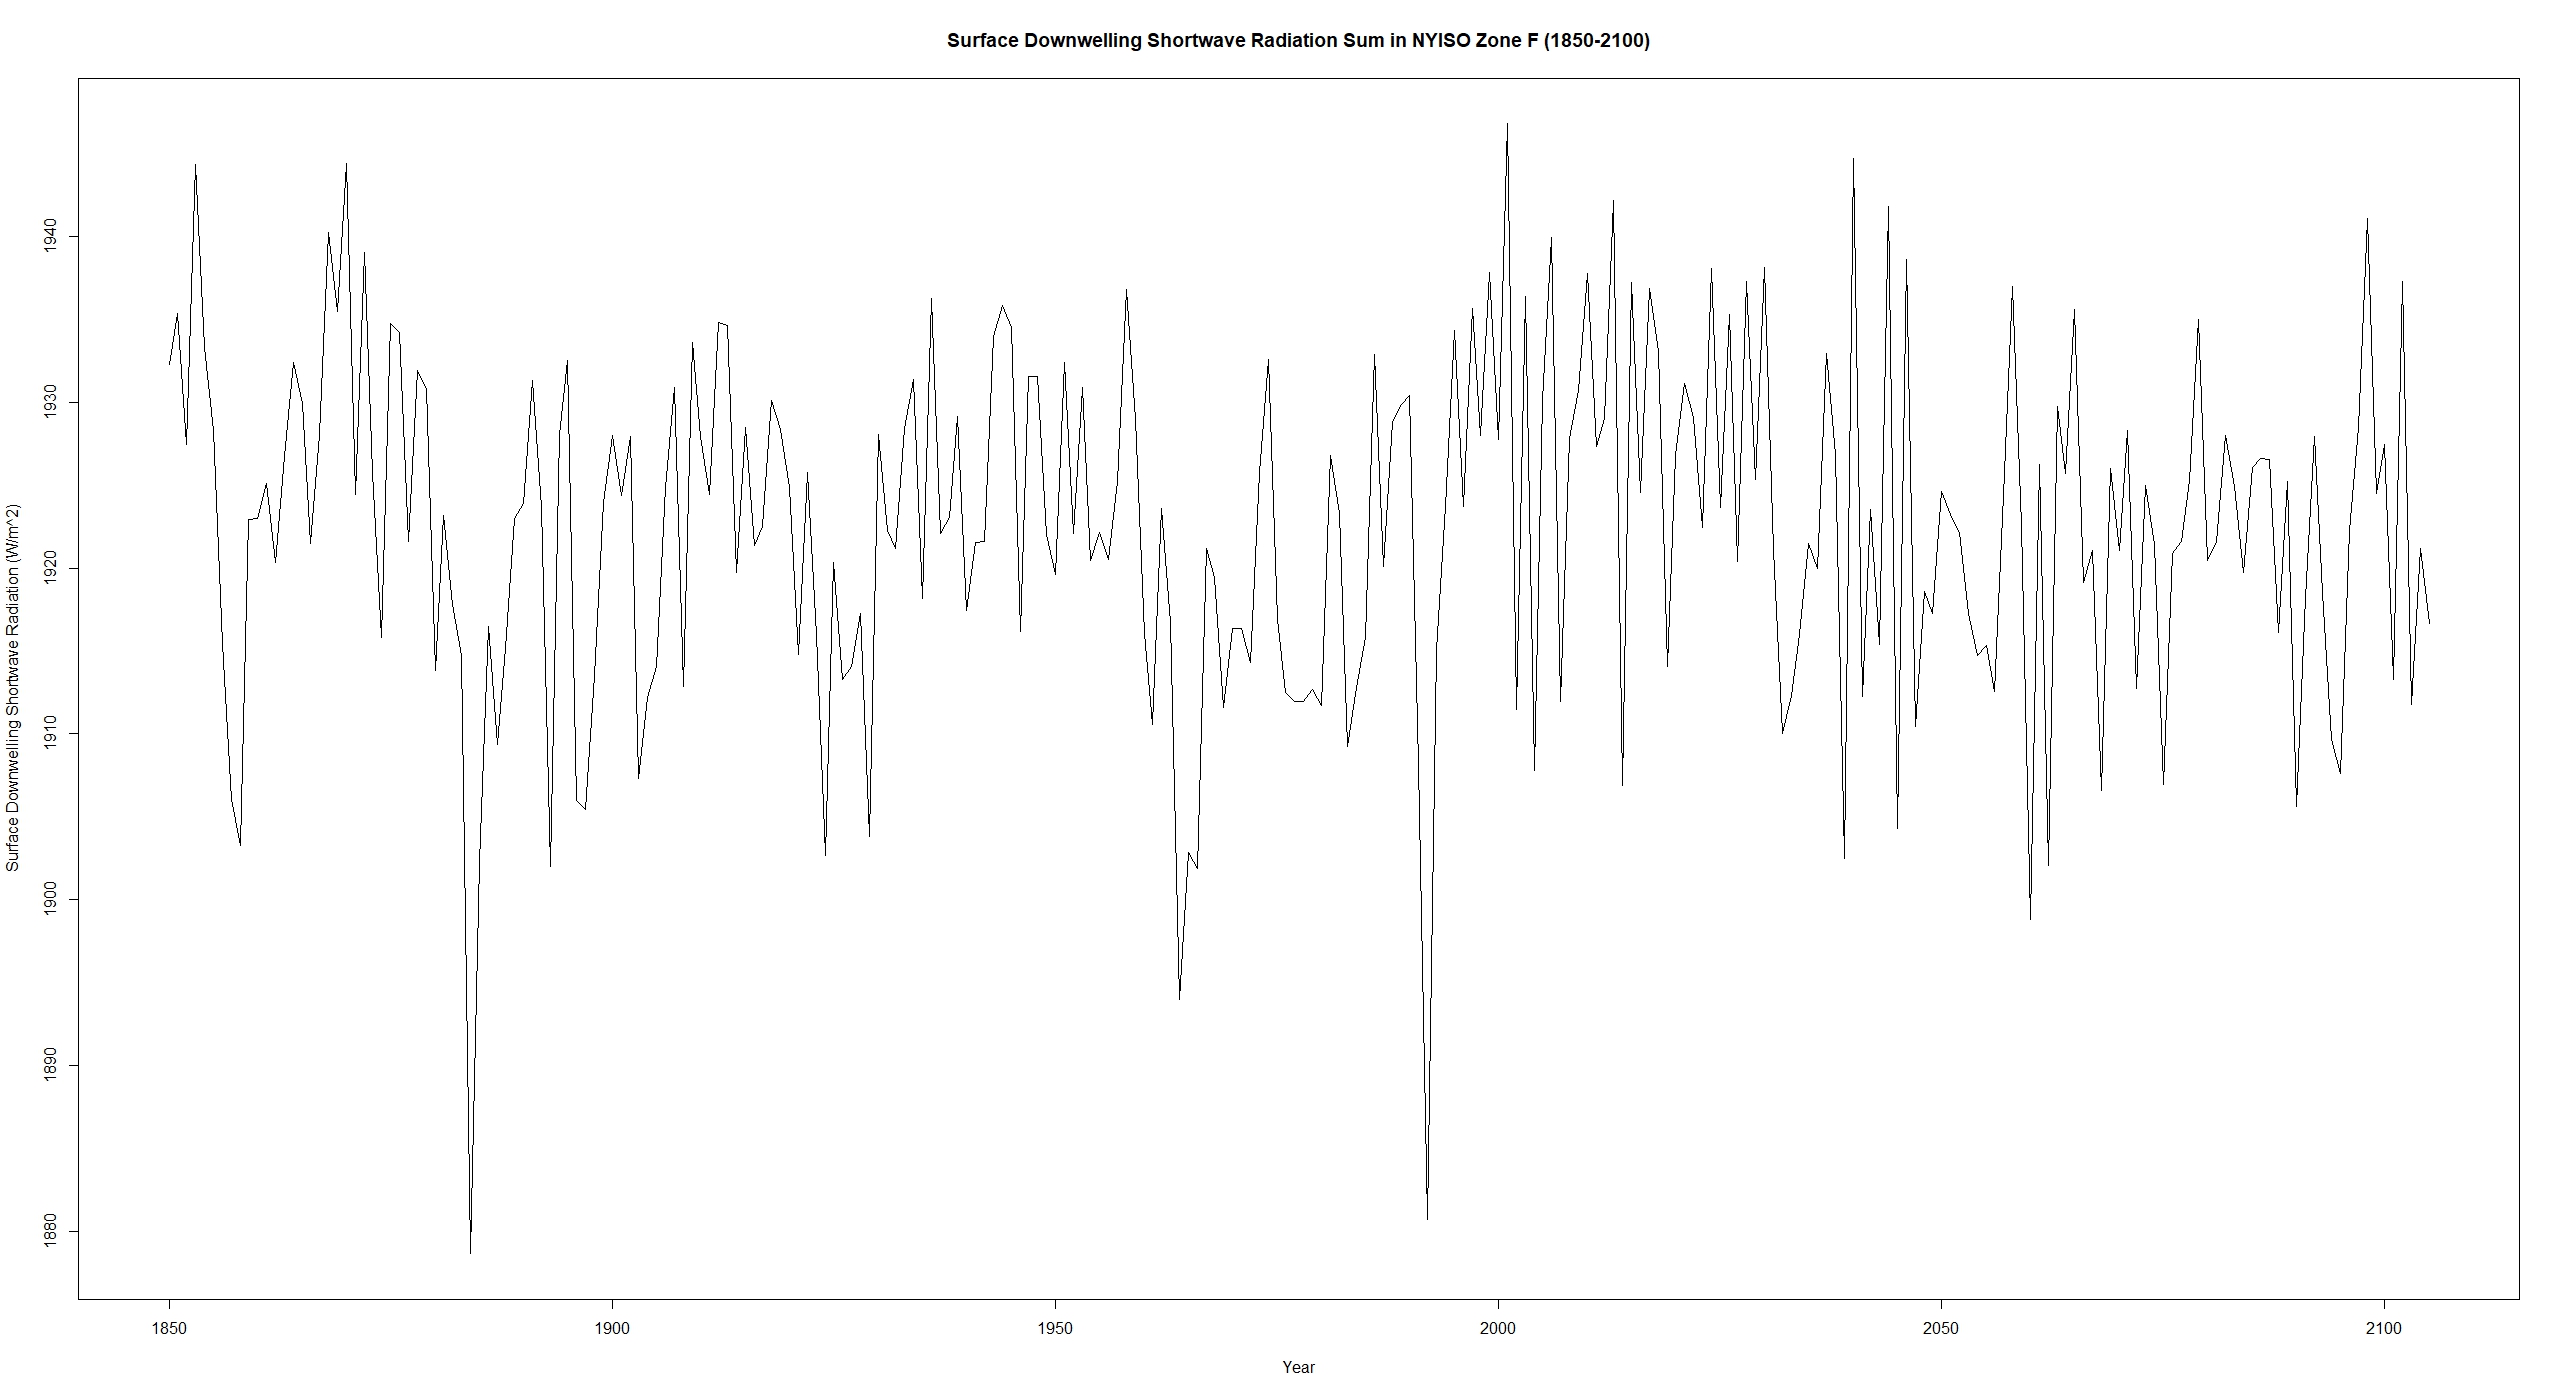 Surface Downwelling Shortwave Radiation Sum in NYISO Zone F (1850-2100)
Surface Downwelling Shortwave Radiation (W/m^2)
1940
1930
1920
1910
1900
1890
1880
1850 1900 1950 2000 2050 2100
Year